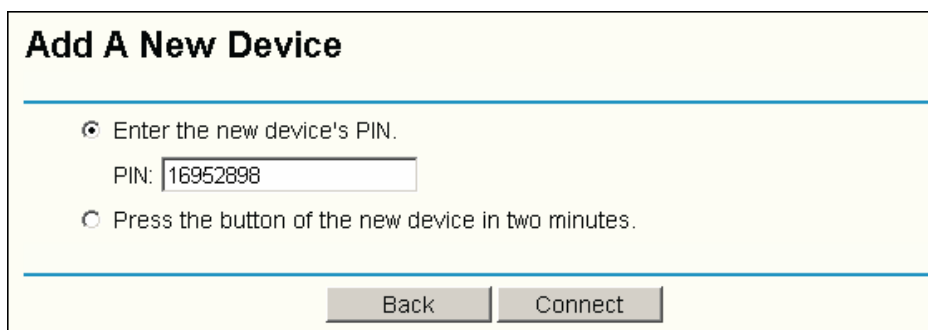 Add A New Device
Enter the new device's PIN.
PIN: 16952898
Press the button of the new device in two minutes.
Back Connect